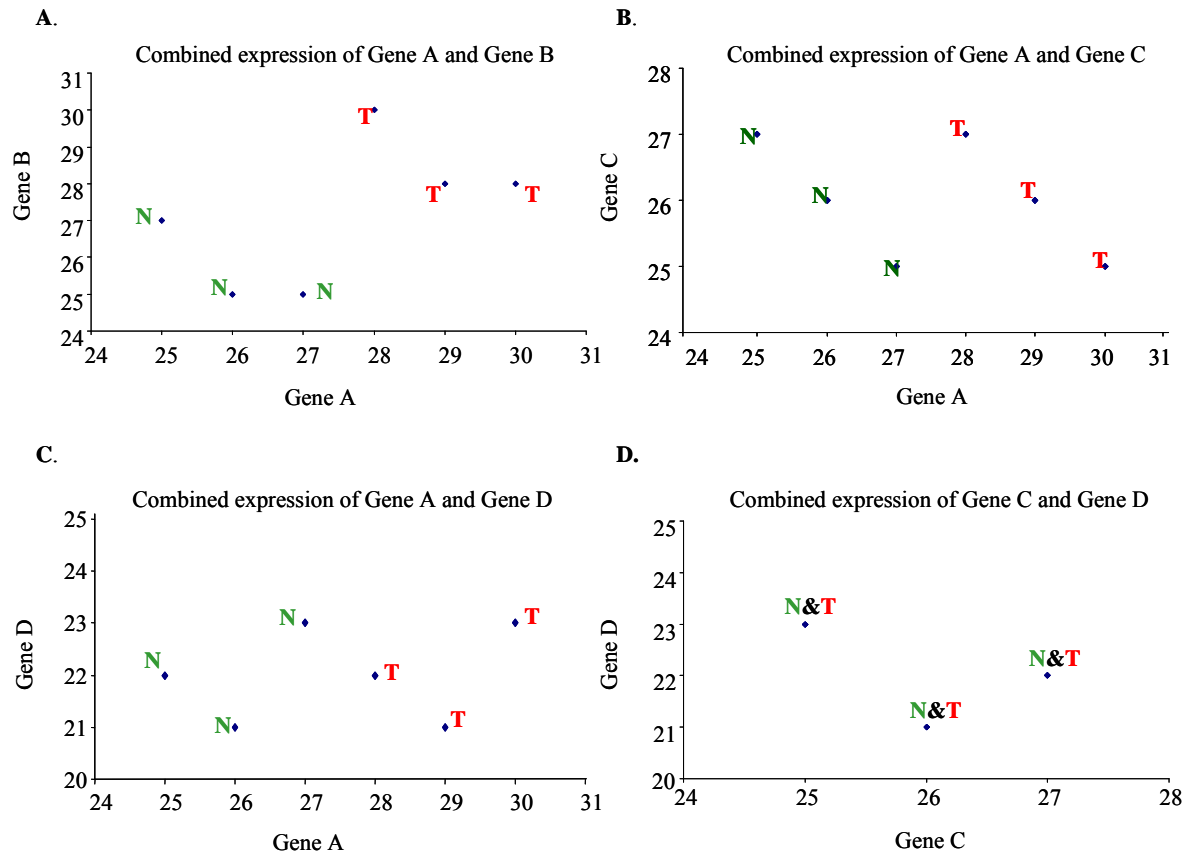 A.
Combined expression of Gene A and Gene B
31
30
29
28
27
26
25
24
Gene B
T
T
T
N
N
N
24 25 26 27 28 29 30 31
Gene A
B.
Combined expression of Gene A and Gene C
28
27
26
25
24
Gene C
N
T
N
T
N
T
24 25 26 27 28 29 30 31
Gene A
C.
Combined expression of Gene A and Gene D
25
24
23
22
21
20
Gene D
N
T
N
T
N
T
24 25 26 27 28 29 30 31
Gene A
D.
Combined expression of Gene C and Gene D
25
24
23
22
21
20
Gene D
N&T
N&T
N&T
24 25 26 27 28
Gene C